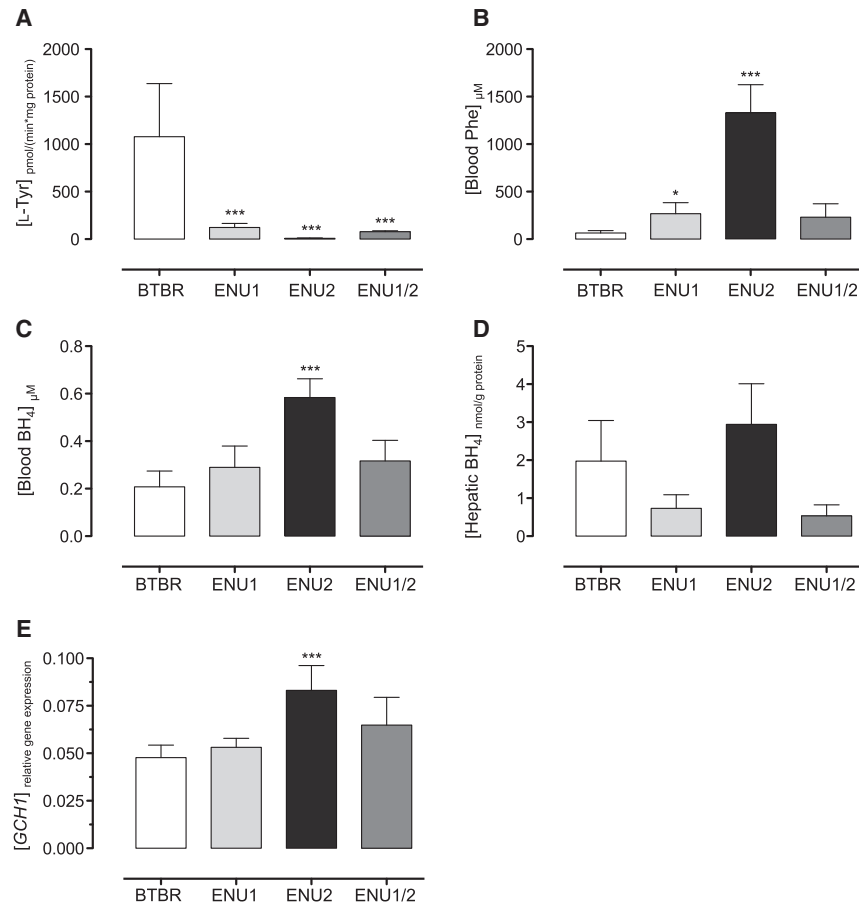 A
[L-Tyr] pmol/(min*mg protein)
2000
1500
1000
500
0
***
***
***
BTBR
ENU1
ENU2
ENU1/2
B
[Blood Phe] µM
2000
1500
1000
500
0
*
***
BTBR
ENU1
ENU2
ENU1/2
C
[Blood BH4] µM
0.8
0.6
0.4
0.2
0.0
***
BTBR
ENU1
ENU2
ENU1/2
D
[Hepatic BH4] nmol/g protein
5
4
3
2
1
0
BTBR
ENU1
ENU2
ENU1/2
E
[GCH1] relative gene expression
0.100
0.075
0.050
0.025
0.000
***
BTBR
ENU1
ENU2
ENU1/2